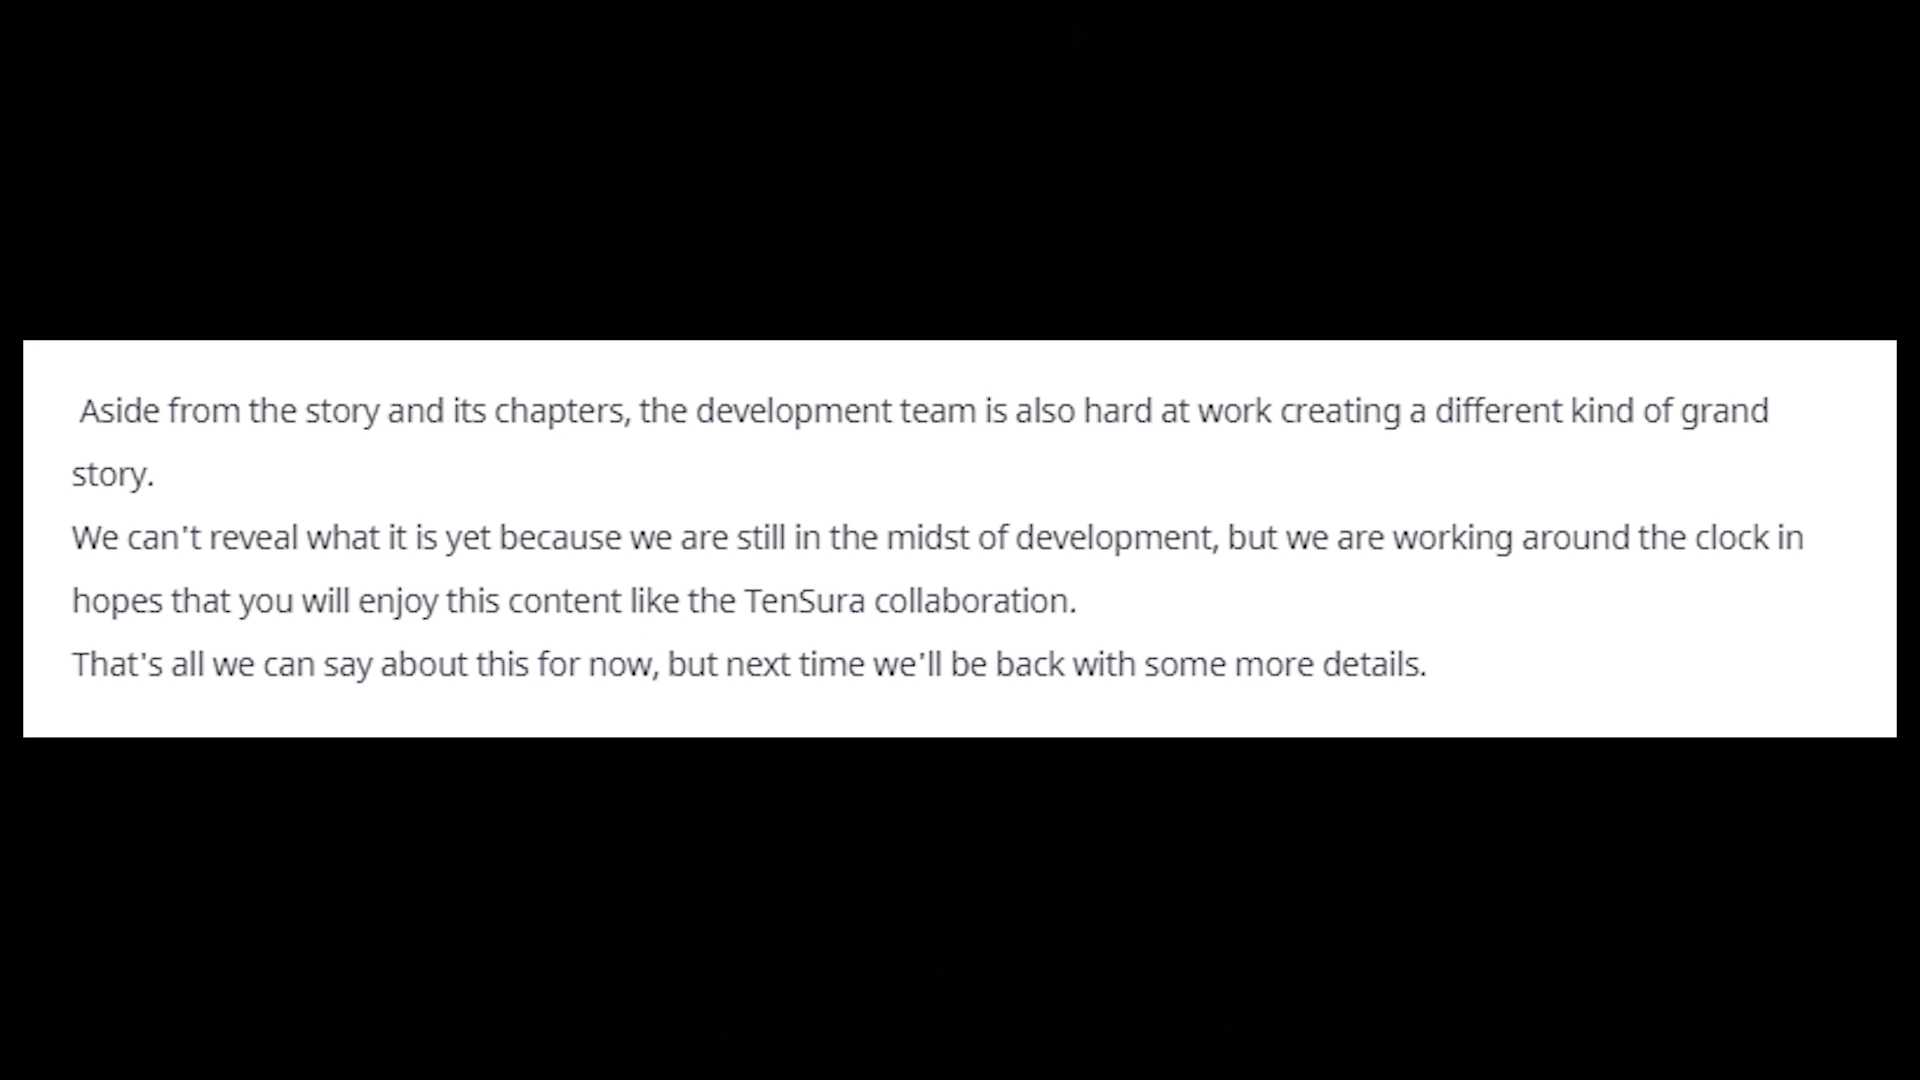 Aside from the story and its chapters, the development team is also hard at work creating a different kind of grand
story.
We can't reveal what it is yet because we are still in the midst of development, but we are working around the clock in
hopes that you will enjoy this content like the TenSura collaboration.
That's all we can say about this for now, but next time we'll be back with some more details.